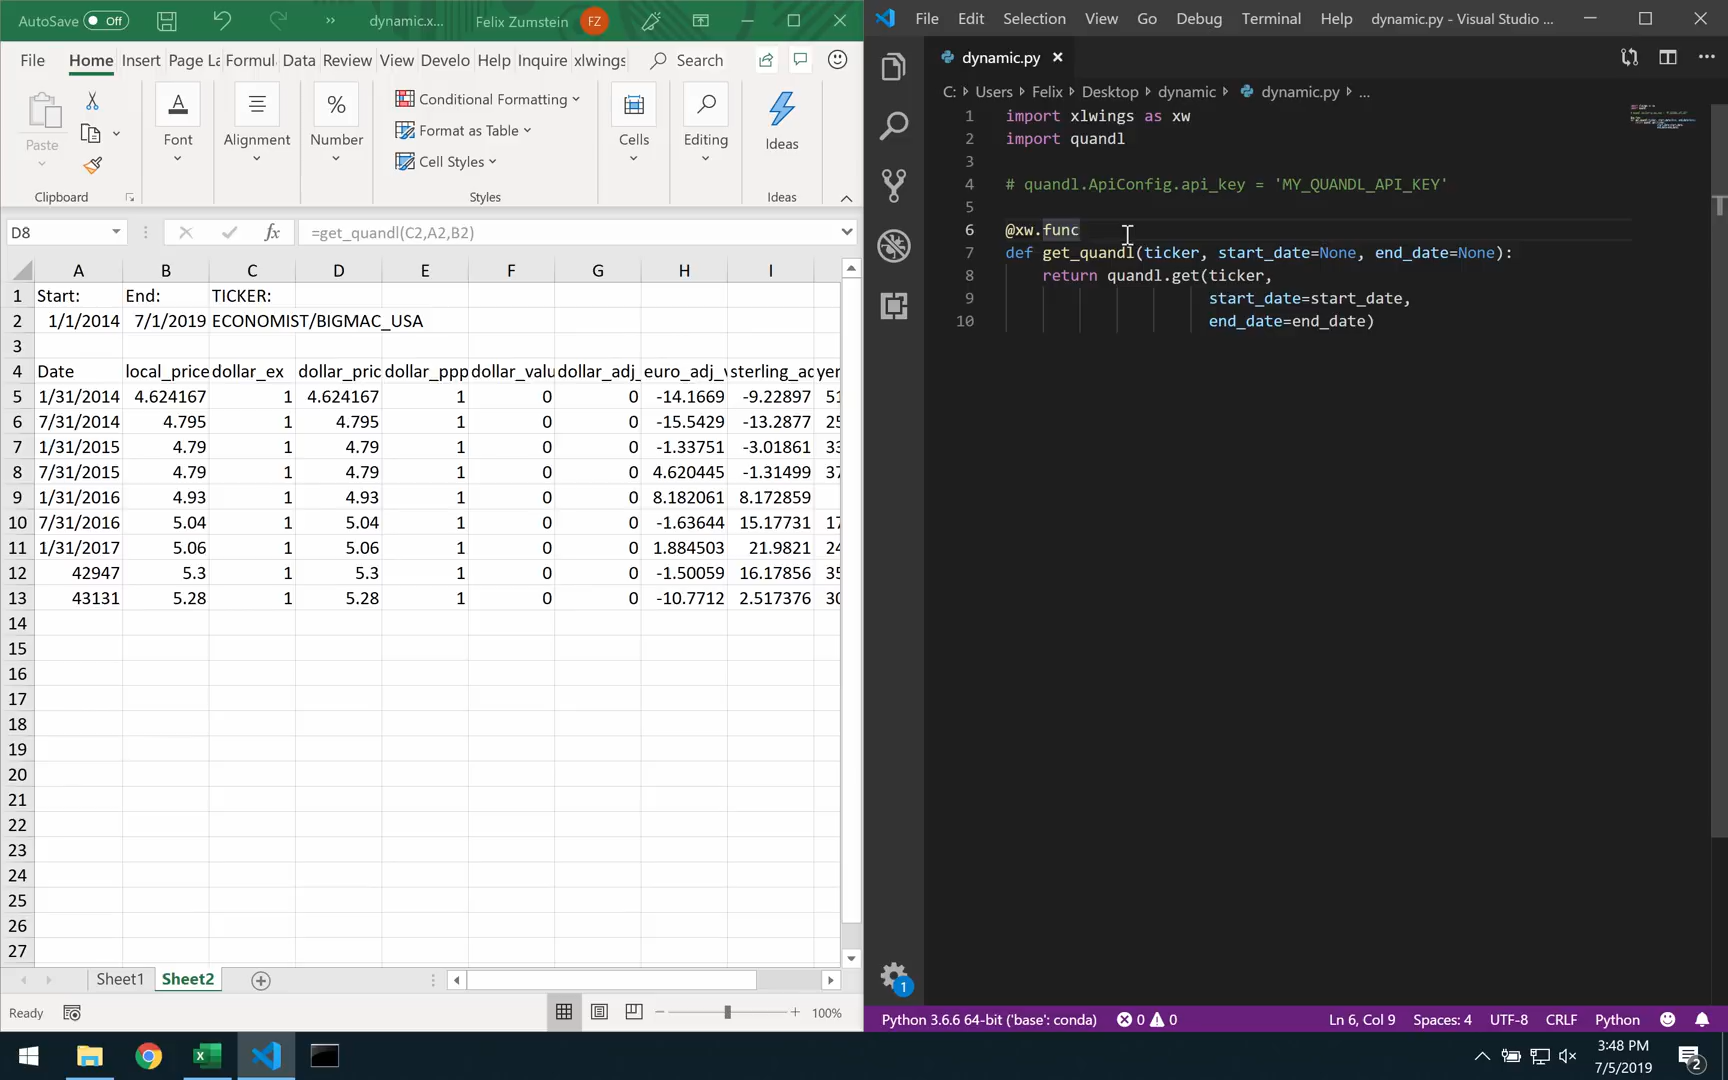 AutoSave Off dynamic.x... Felix Zumstein FZ
File Home Insert Page La Formul Data Review View Develo Help Inquire xlwings Search
Paste
Clipboard
Font
Alignment
%
Number
Conditional Formatting
Format as Table
Cell Styles
Styles
Cells
Editing
Ideas
Ideas
D8 fx =get_quandl(C2,A2,B2)
A B C D E F G H I
1 Start: End: TICKER:
2 1/1/2014 7/1/2019 ECONOMIST/BIGMAC_USA
3
4 Date local_price dollar_ex dollar_pric dollar_ppp dollar_valu dollar_adj_ euro_adj_v sterling_ad yer
5 1/31/2014 4.624167 1 4.624167 1 0 0 -14.1669 -9.22897 51
6 7/31/2014 4.795 1 4.795 1 0 0 -15.5429 -13.2877 25
7 1/31/2015 4.79 1 4.79 1 0 0 -1.33751 -3.01861 33
8 7/31/2015 4.79 1 4.79 1 0 0 4.620445 -1.31499 37
9 1/31/2016 4.93 1 4.93 1 0 0 8.182061 8.172859
10 7/31/2016 5.04 1 5.04 1 0 0 -1.63644 15.17731 17
11 1/31/2017 5.06 1 5.06 1 0 0 1.884503 21.9821 24
12 42947 5.3 1 5.3 1 0 0 -1.50059 16.17856 35
13 43131 5.28 1 5.28 1 0 0 -10.7712 2.517376 30
14
15
16
17
18
19
20
21
22
23
24
25
26
27
Sheet1 Sheet2
Ready 100%
File Edit Selection View Go Debug Terminal Help dynamic.py - Visual Studio ...
dynamic.py
C: > Users > Felix > Desktop > dynamic > dynamic.py > ...
1 import xlwings as xw
2 import quandl
3
4 # quandl.ApiConfig.api_key = 'MY_QUANDL_API_KEY'
5
6 @xw.func
7 def get_quandl(ticker, start_date=None, end_date=None):
8 return quandl.get(ticker,
9 start_date=start_date,
10 end_date=end_date)
1
Python 3.6.6 64-bit ('base': conda) 0 0 Ln 6, Col 9 Spaces: 4 UTF-8 CRLF Python
3:48 PM
7/5/2019
2